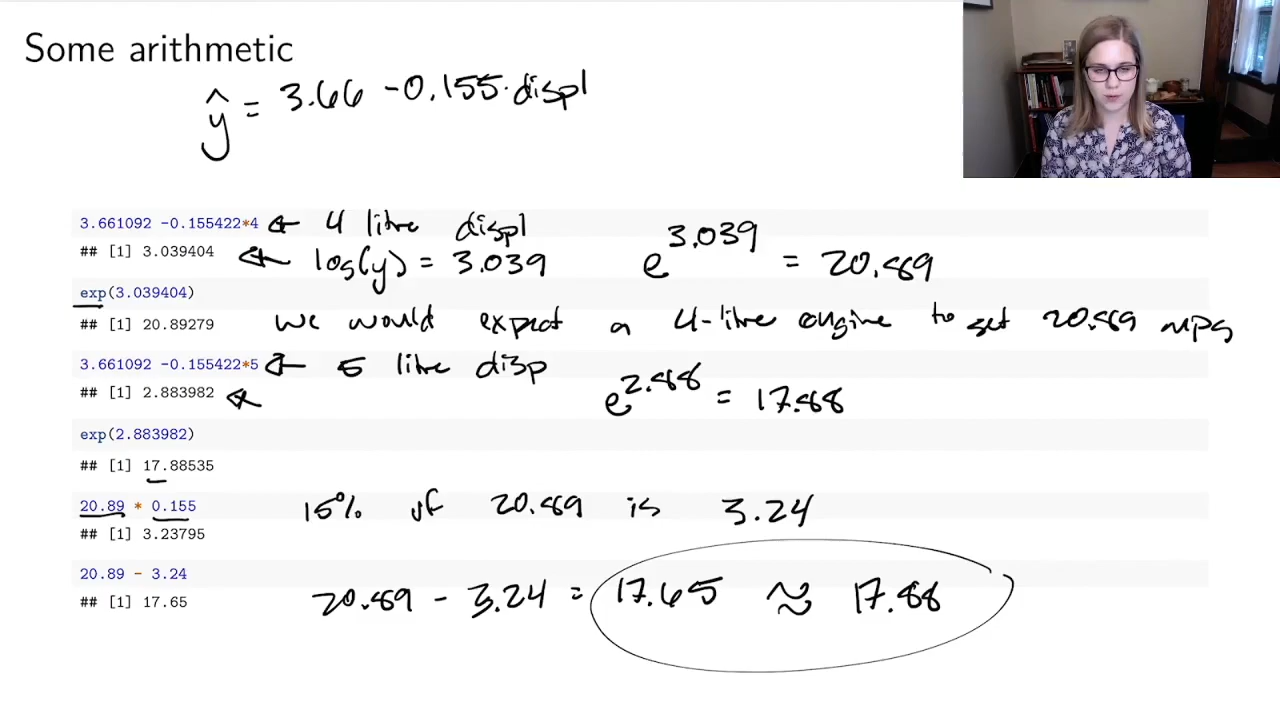 Some arithmetic
ŷ = 3.66 -0.155·displ
3.661092 -0.155422*4 ← 4 litre displ
## [1] 3.039404 ← log(y) = 3.039 e^3.039 = 20.89
exp(3.039404)
## [1] 20.89279 we would expect a 4-litre engine to get 20.89 mpg
3.661092 -0.155422*5 ← 5 litre disp
## [1] 2.883982 ← e^2.88 = 17.88
exp(2.883982)
## [1] 17.88535
20.89 * 0.155 15% of 20.89 is 3.24
## [1] 3.23795
20.89 - 3.24
## [1] 17.65 20.89 - 3.24 = 17.65 ≈ 17.88